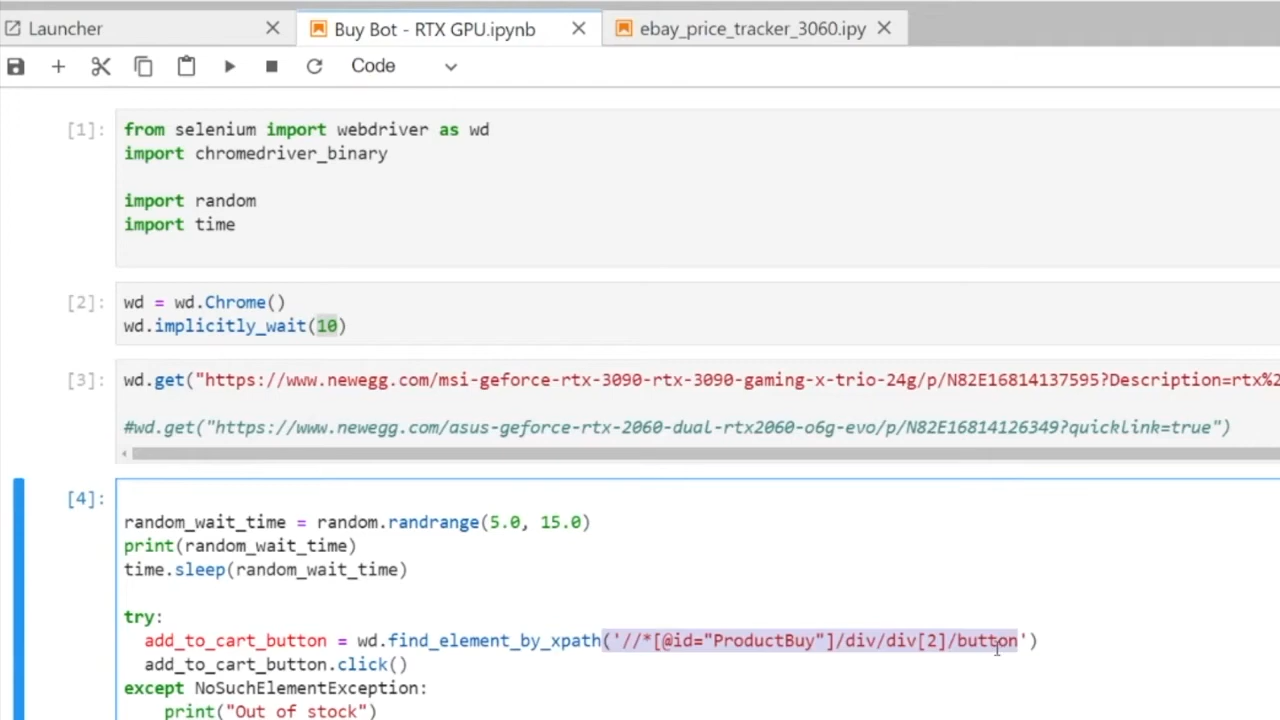 Launcher
Buy Bot - RTX GPU.ipynb
ebay_price_tracker_3060.ipy
Code
[1]:
from selenium import webdriver as wd
import chromedriver_binary
import random
import time
[2]:
wd = wd.Chrome()
wd.implicitly_wait(10)
[3]:
wd.get("https://www.newegg.com/msi-geforce-rtx-3090-rtx-3090-gaming-x-trio-24g/p/N82E16814137595?Description=rtx%2
#wd.get("https://www.newegg.com/asus-geforce-rtx-2060-dual-rtx2060-o6g-evo/p/N82E16814126349?quicklink=true")
[4]:
random_wait_time = random.randrange(5.0, 15.0)
print(random_wait_time)
time.sleep(random_wait_time)
try:
add_to_cart_button = wd.find_element_by_xpath('//*[@id="ProductBuy"]/div/div[2]/button')
add_to_cart_button.click()
except NoSuchElementException:
print("Out of stock")